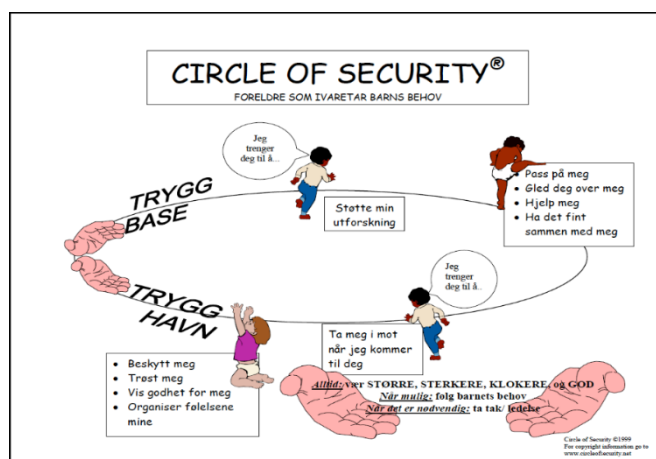 CIRCLE OF SECURITY®
FORELDRE SOM IVARETAR BARNS BEHOV
Jeg
trenger
deg til å…
TRYGG
BASE
Støtte min
utforskning
• Pass på meg
• Gled deg over meg
• Hjelp meg
• Ha det fint
sammen med meg
Jeg
trenger
deg til å..
TRYGG
HAVN
Ta meg i mot
når jeg kommer
til deg
• Beskytt meg
• Trøst meg
• Vis godhet for meg
• Organiser følelsene
mine
Alltid: vær STØRRE, STERKERE, KLOKERE, og GOD
Når mulig: følg barnets behov
Når det er nødvendig: ta tak/ ledelse
Circle of Security ©1999
For copyright information go to
www.circleofsecurity.net